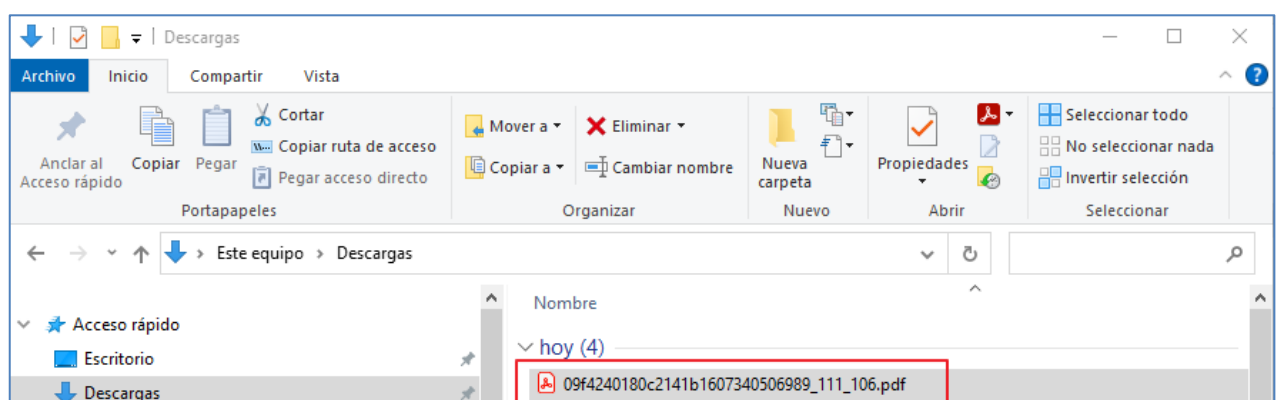 Descargas
Archivo Inicio Compartir Vista
Anclar al Acceso rápido
Copiar
Pegar
Cortar
Copiar ruta de acceso
Pegar acceso directo
Portapapeles
Mover a
Copiar a
Eliminar
Cambiar nombre
Organizar
Nueva carpeta
Nuevo
Propiedades
Abrir
Seleccionar todo
No seleccionar nada
Invertir selección
Seleccionar
Este equipo > Descargas
Nombre
Acceso rápido
Escritorio
Descargas
hoy (4)
09f4240180c2141b1607340506989_111_106.pdf